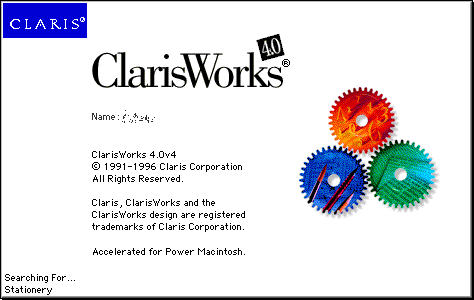 CLARIS®
4.0
ClarisWorks®
Name:
ClarisWorks 4.0v4
© 1991-1996 Claris Corporation
All Rights Reserved.
Claris, ClarisWorks and the
ClarisWorks design are registered
trademarks of Claris Corporation.
Accelerated for Power Macintosh.
Searching For...
Stationery